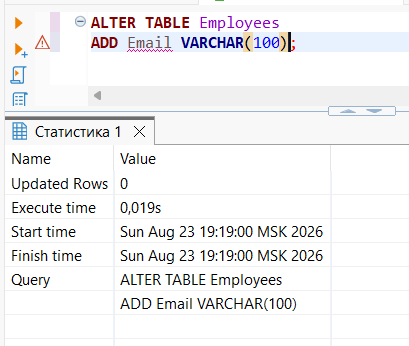 ALTER TABLE Employees
ADD Email VARCHAR(100);
Статистика 1
Name Value
Updated Rows 0
Execute time 0,019s
Start time Sun Aug 23 19:19:00 MSK 2026
Finish time Sun Aug 23 19:19:00 MSK 2026
Query ALTER TABLE Employees
ADD Email VARCHAR(100)